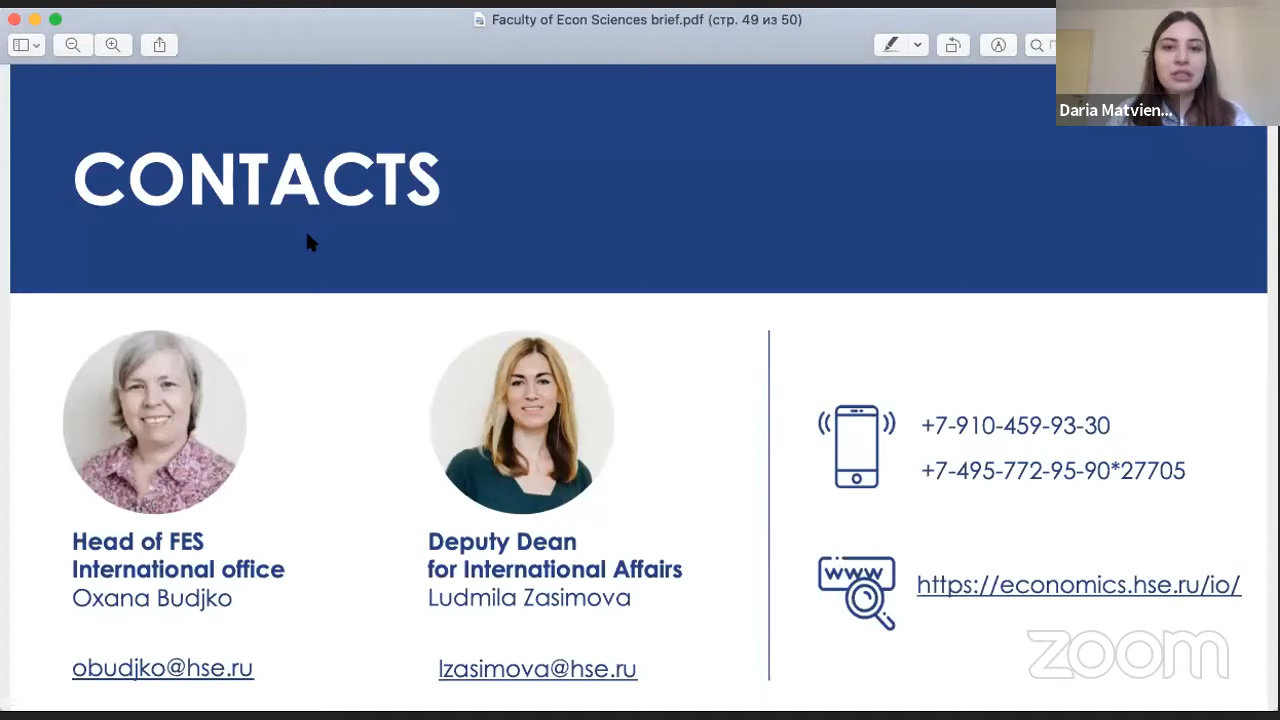 Faculty of Econ Sciences brief.pdf (стр. 49 из 50)
Daria Matvien...
CONTACTS
Head of FES
International office
Oxana Budjko
obudjko@hse.ru
Deputy Dean
for International Affairs
Ludmila Zasimova
lzasimova@hse.ru
+7-910-459-93-30
+7-495-772-95-90*27705
www
https://economics.hse.ru/io/
zoom